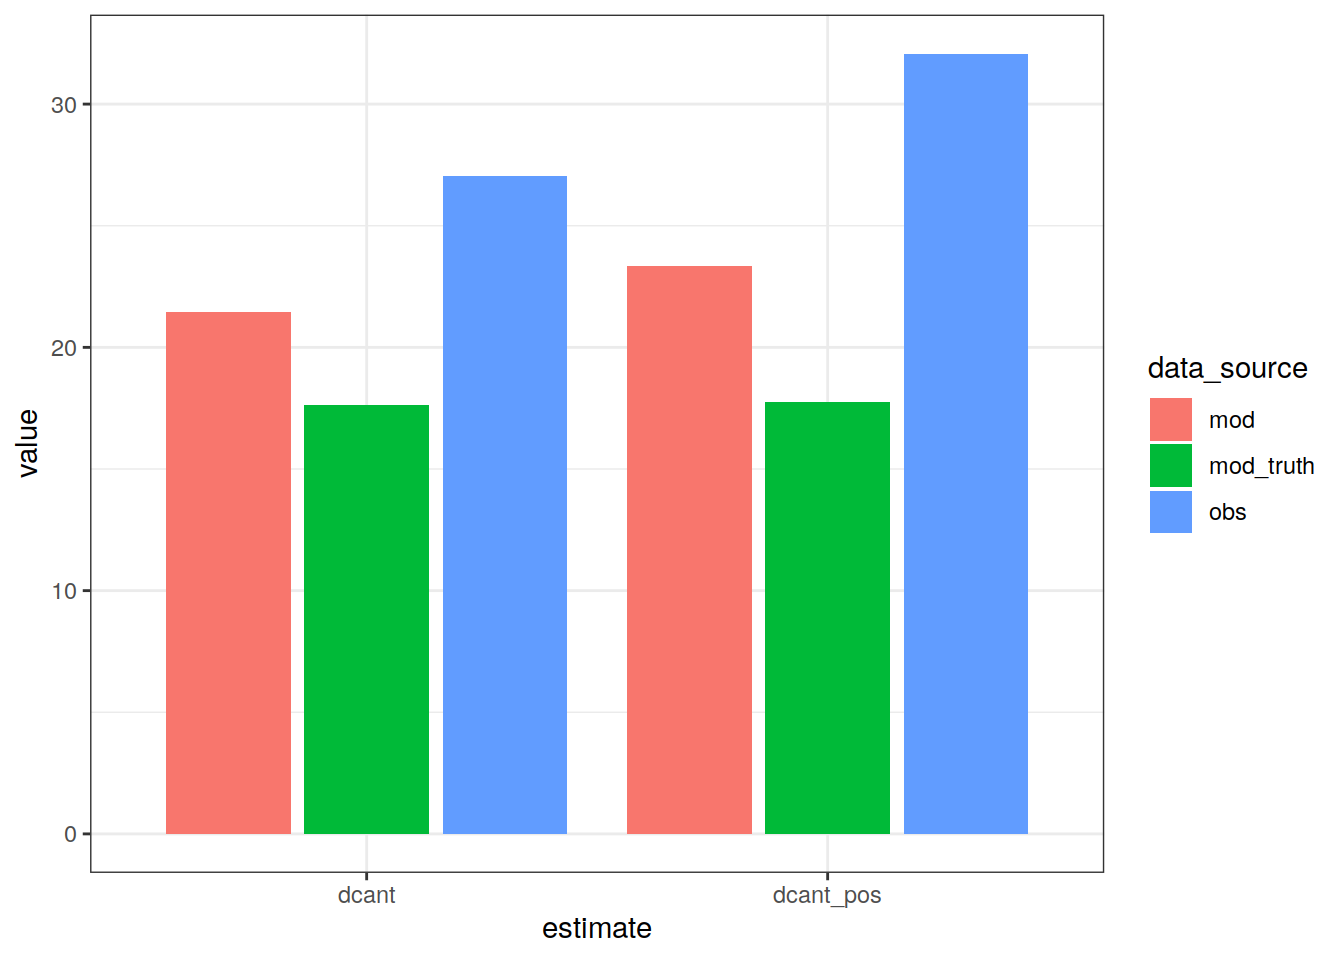 value
30
20
10
0
dcant
dcant_pos
estimate
data_source
mod
mod_truth
obs